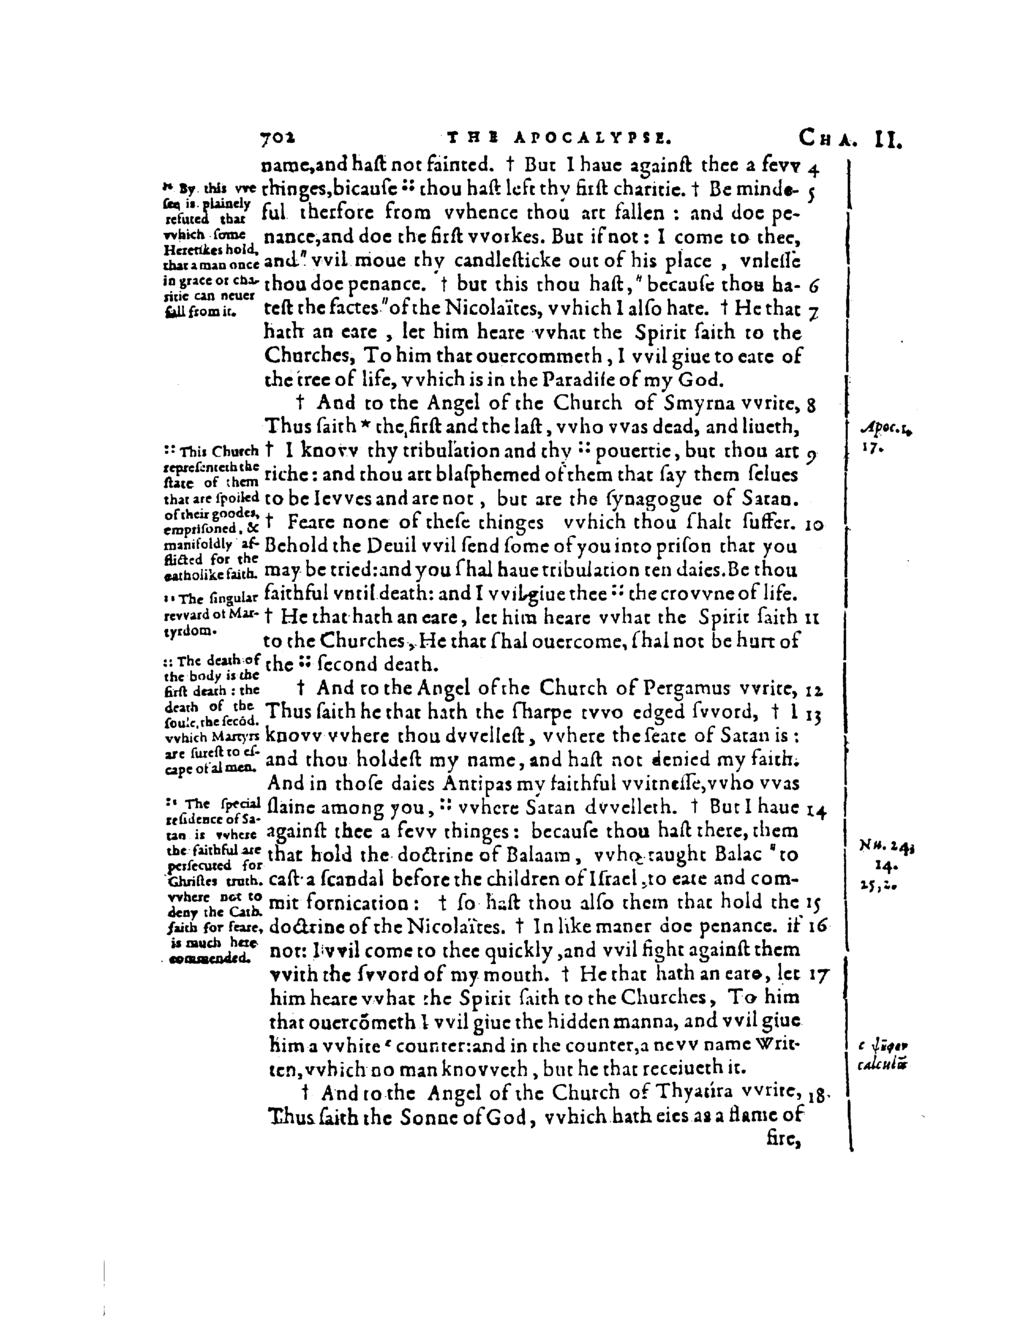 702 THE APOCALYPSE. CHA. II.
name,and haſt not fainted. † But I haue againſt thee a fevv 4
thinges,bicauſe :: thou haſt left thy firſt charitie. † Be minde- 5
ful therfore from vvhence thou art fallen : and doe pe-
nance,and doe the firſt vvorkes. But if not : I come to thee,
and " vvil moue thy candleſticke out of his place , vnleſſe
thou doe penance. † but this thou haſt, " becauſe thou ha- 6
teſt the factes "of the Nicolaïtes, vvhich I alſo hate. † He that 7
hath an eare , let him heare vvhat the Spirit ſaith to the
Churches, To him that ouercommeth , I vvil giue to eate of
the tree of life, vvhich is in the Paradiſe of my God.
† And to the Angel of the Church of Smyrna vvrite, 8
Thus ſaith * the firſt and the laſt , vvho vvas dead, and liueth,
† I knovv thy tribulation and thy :: pouertie, but thou art 9
riche : and thou art blaſphemed of them that ſay them ſelues
to be Ievves and are not , but are the ſynagogue of Satan.
† Feare none of theſe thinges vvhich thou ſhalt ſuffer. 10
Behold the Deuil vvil ſend ſome of you into priſon that you
may be tried:and you ſhal haue tribulation ten daies.Be thou
faithful vntil death: and I vvil giue thee :: the crovvne of life.
† He that hath an eare, let him heare vvhat the Spirit ſaith 11
to the Churches, He that ſhal ouercome, ſhal not be hurt of
the :: ſecond death.
† And to the Angel of the Church of Pergamus vvrite, 12
Thus ſaith he that hath the ſharpe tvvo edged ſvvord, † I 13
knovv vvhere thou dvvelleſt, vvhere the ſeate of Satan is :
and thou holdeſt my name, and haſt not denied my faith.
And in thoſe daies Antipas my faithful vvitneſſe,vvho vvas
ſlaine among you, :: vvhere Satan dvvelleth. † But I haue 14
againſt thee a fevv thinges : becauſe thou haſt there, them
that hold the doctrine of Balaam, vvho taught Balac " to
caſt a ſcandal before the children of Iſrael ,to eate and com-
mit fornication : † ſo haſt thou alſo them that hold the 15
doctrine of the Nicolaïtes. † In like maner doe penance. if 16
not: I vvil come to thee quickly ,and vvil fight againſt them
vvith the ſvvord of my mouth. † He that hath an eare, let 17
him heare vvhat the Spirit ſaith to the Churches, To him
that ouercōmeth I vvil giue the hidden manna, and vvil giue
him a vvhite c counter:and in the counter,a nevv name writ-
ten,vvhich no man knovveth , but he that receiueth it.
† And to the Angel of the Church of Thyatira vvrite, 18.
Thus ſaith the Sonne of God, vvhich hath eies as a flame of
fire,
:: By this vve
ſee is plainely
refuted that
vvhich ſome
Heretikes hold,
that a man once
in grace or cha-
ritie can neuer
fall from it.
:: This Church
repreſenteth the
ſtate of them
that are ſpoiled
of their goodes,
empriſoned, &
manifoldly af-
flicted for the
catholike faith.
:: The ſingular
revvard of Mar-
tyrdom.
:: The death of
the body is the
firſt death : the
death of the
ſoule, the ſecōd.
vvhich Martyrs
are ſureſt to eſ-
cape of al men.
:: The ſpecial
reſidence of Sa-
tan is vvhere
the faithful are
perſecuted for
Chriſtes truth.
vvhere not to
deny the Cath.
faith for feare,
is much here
commended.
Apoc.1,
17.
Nu. 24,
14.
25,2.
c ψῆφον
calculū